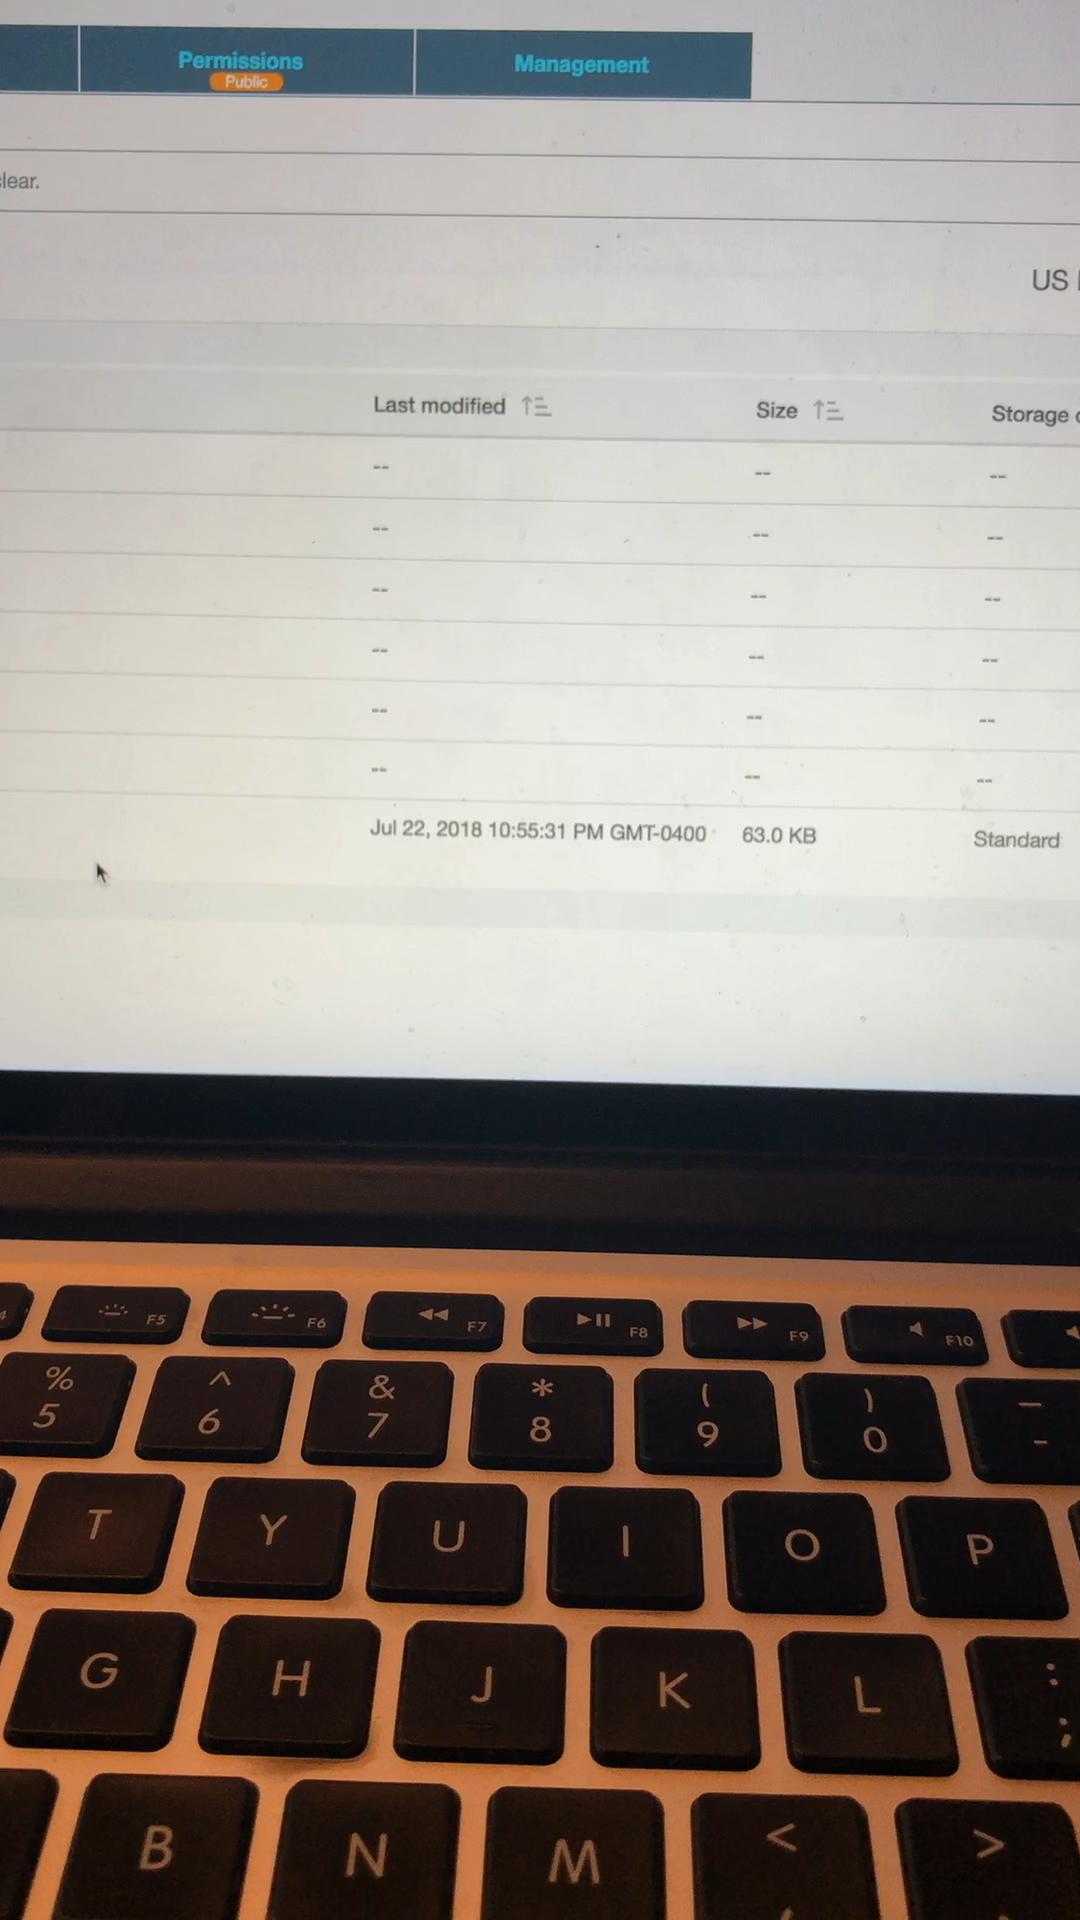 Permissions
Public
Management
clear.
US
Last modified
Size
Storage
-- -- --
-- -- --
-- -- --
-- -- --
-- -- --
-- -- --
Jul 22, 2018 10:55:31 PM GMT-0400 63.0 KB Standard
F5 F6 F7 F8 F9 F10
% ^ & * ( ) _
5 6 7 8 9 0 -
T Y U I O P
G H J K L :
;
B N M < >